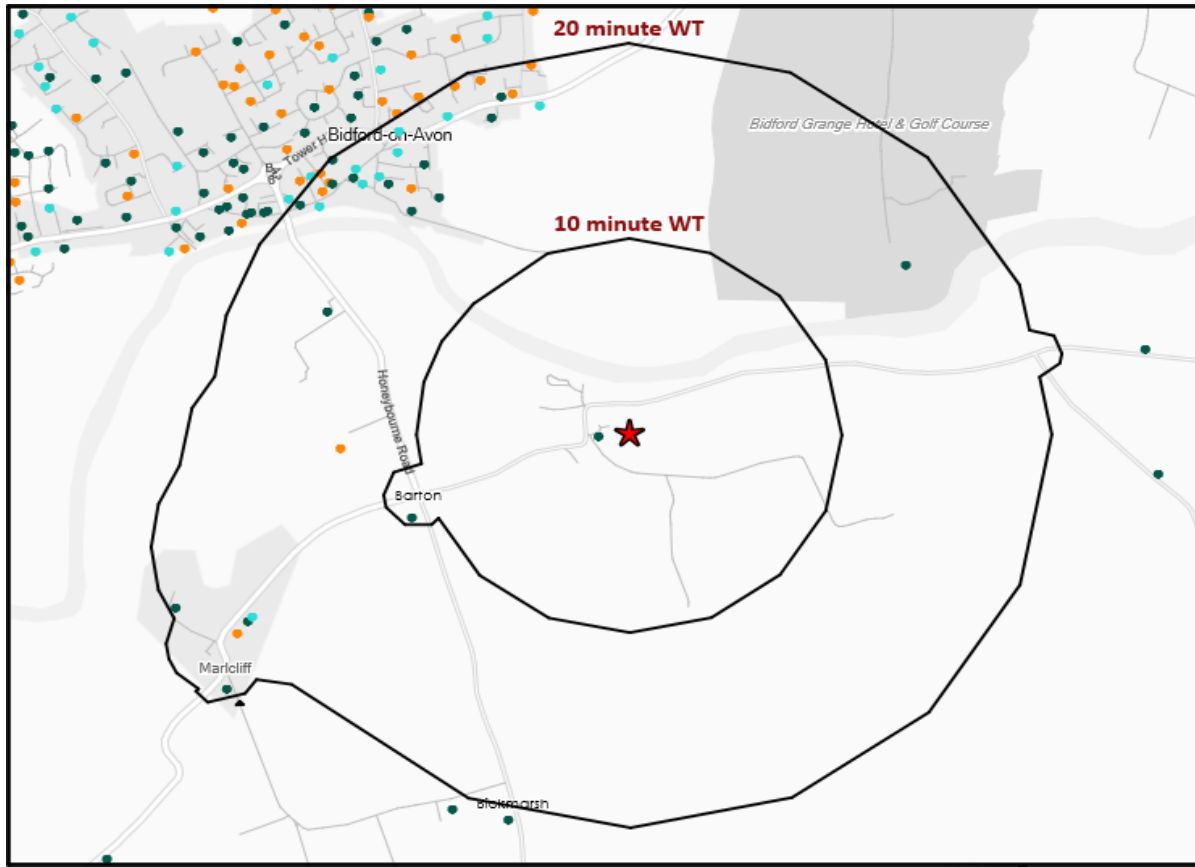 20 minute WT
Bidford Grange Hotel & Golf Course
Bidford-on-Avon
Tower H
10 minute WT
Honeybourne Road
Barton
Marlcliff
Bickmarsh